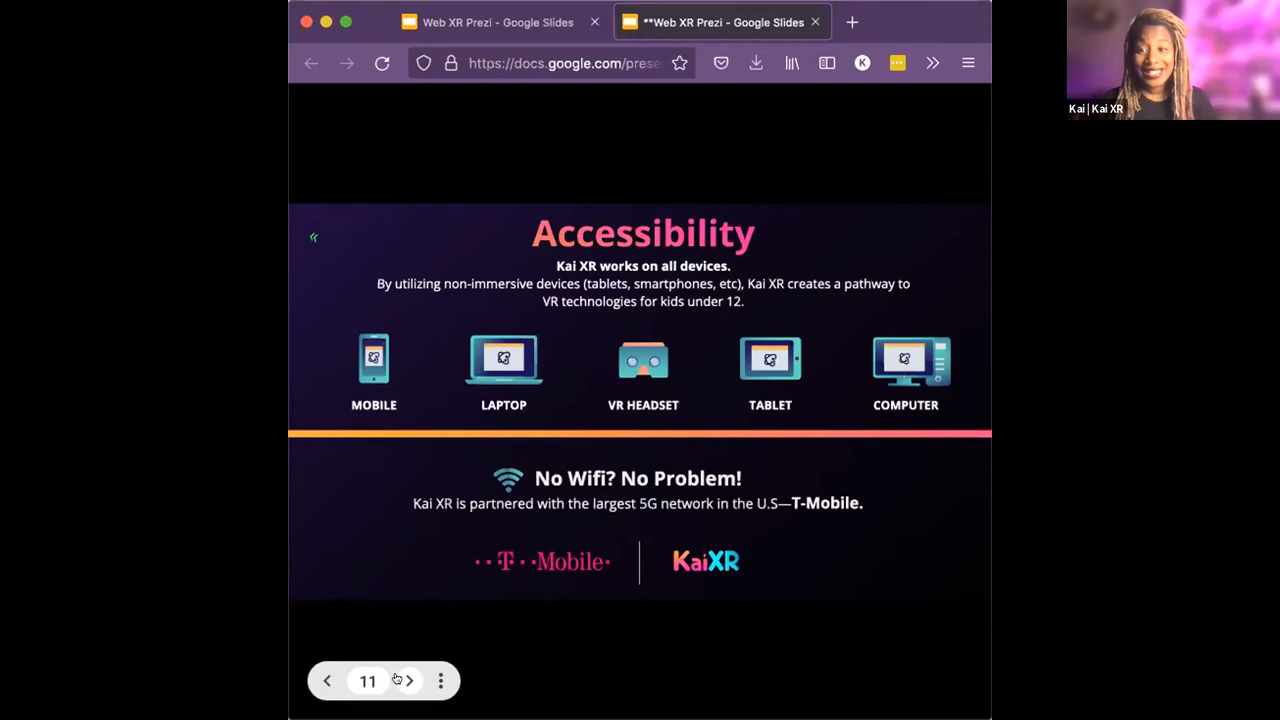 Web XR Prezi - Google Slides
**Web XR Prezi - Google Slides
https://docs.google.com/prese
K
Kai | Kai XR
Accessibility
Kai XR works on all devices.
By utilizing non-immersive devices (tablets, smartphones, etc), Kai XR creates a pathway to
VR technologies for kids under 12.
MOBILE
LAPTOP
VR HEADSET
TABLET
COMPUTER
No Wifi? No Problem!
Kai XR is partnered with the largest 5G network in the U.S—T-Mobile.
T Mobile
KaiXR
11